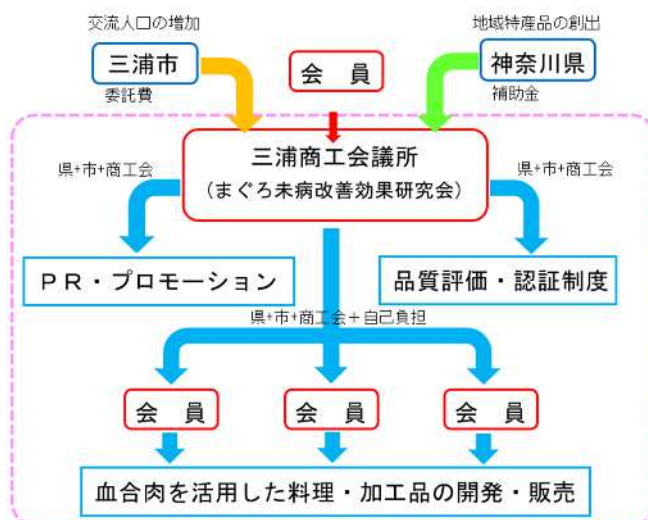 交流人口の増加
地域特産品の創出
三浦市
会　員
神奈川県
委託費
補助金
三浦商工会議所
（まぐろ未病改善効果研究会）
県+市+商工会
県+市+商工会
ＰＲ・プロモーション
品質評価・認証制度
県+市+商工会＋自己負担
会　員
会　員
会　員
血合肉を活用した料理・加工品の開発・販売